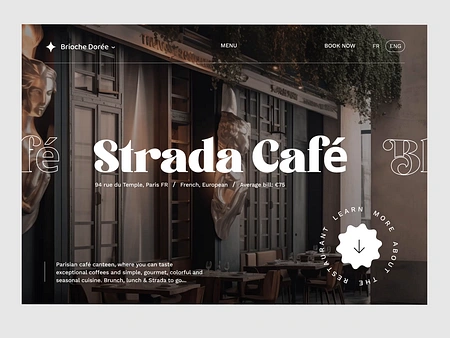 Brioche Dorée
MENU
BOOK NOW
FR
ENG
fé
Strada Café
Bl
94 rue du Temple, Paris FR / French, European / Average bill: €75
LEARN MORE ABOUT THE RESTAURANT
Parisian café canteen, where you can taste
exceptional coffees and simple, gourmet, colorful and
seasonal cuisine. Brunch, lunch & Strada to go...